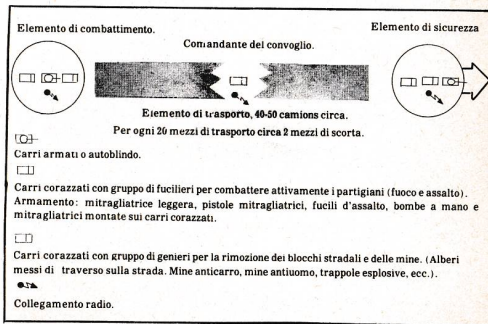 Elemento di combattimento.
Elemento di sicurezza
Comandante del convoglio.
Elemento di trasporto, 40-50 camions circa.
Per ogni 20 mezzi di trasporto circa 2 mezzi di scorta.
Carri armati o autoblindo.
Carri corazzati con gruppo di fucilieri per combattere attivamente i partigiani (fuoco e assalto).
Armamento: mitragliatrice leggera, pistole mitragliatrici, fucili d'assalto, bombe a mano e
mitragliatrici montate sui carri corazzati.
Carri corazzati con gruppo di genieri per la rimozione dei blocchi stradali e delle mine. (Alberi
messi di traverso sulla strada. Mine anticarro, mine antiuomo, trappole esplosive, ecc.).
Collegamento radio.